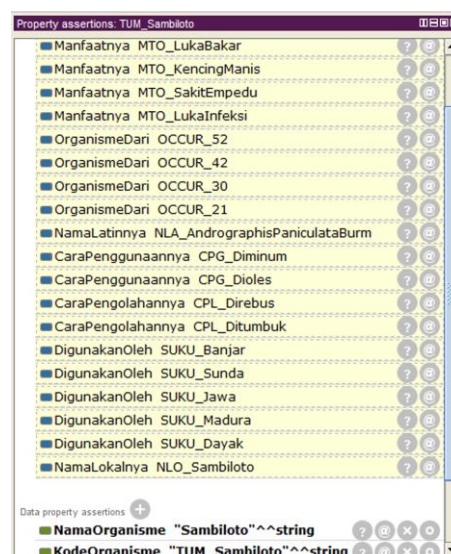 Property assertions: TUM_Sambiloto
Manfaatnya MTO_LukaBakar
Manfaatnya MTO_KencingManis
Manfaatnya MTO_SakitEmpedu
Manfaatnya MTO_LukaInfeksi
OrganismeDari OCCUR_52
OrganismeDari OCCUR_42
OrganismeDari OCCUR_30
OrganismeDari OCCUR_21
NamaLatinnya NLA_AndrographisPaniculataBurm
CaraPenggunaannya CPG_Diminum
CaraPenggunaannya CPG_Dioles
CaraPengolahannya CPL_Direbus
CaraPengolahannya CPL_Ditumbuk
DigunakanOleh SUKU_Banjar
DigunakanOleh SUKU_Sunda
DigunakanOleh SUKU_Jawa
DigunakanOleh SUKU_Madura
DigunakanOleh SUKU_Dayak
NamaLokalnya NLO_Sambiloto
Data property assertions
NamaOrganisme "Sambiloto"^^string
KodeOrganisme "TUM_Sambiloto"^^string